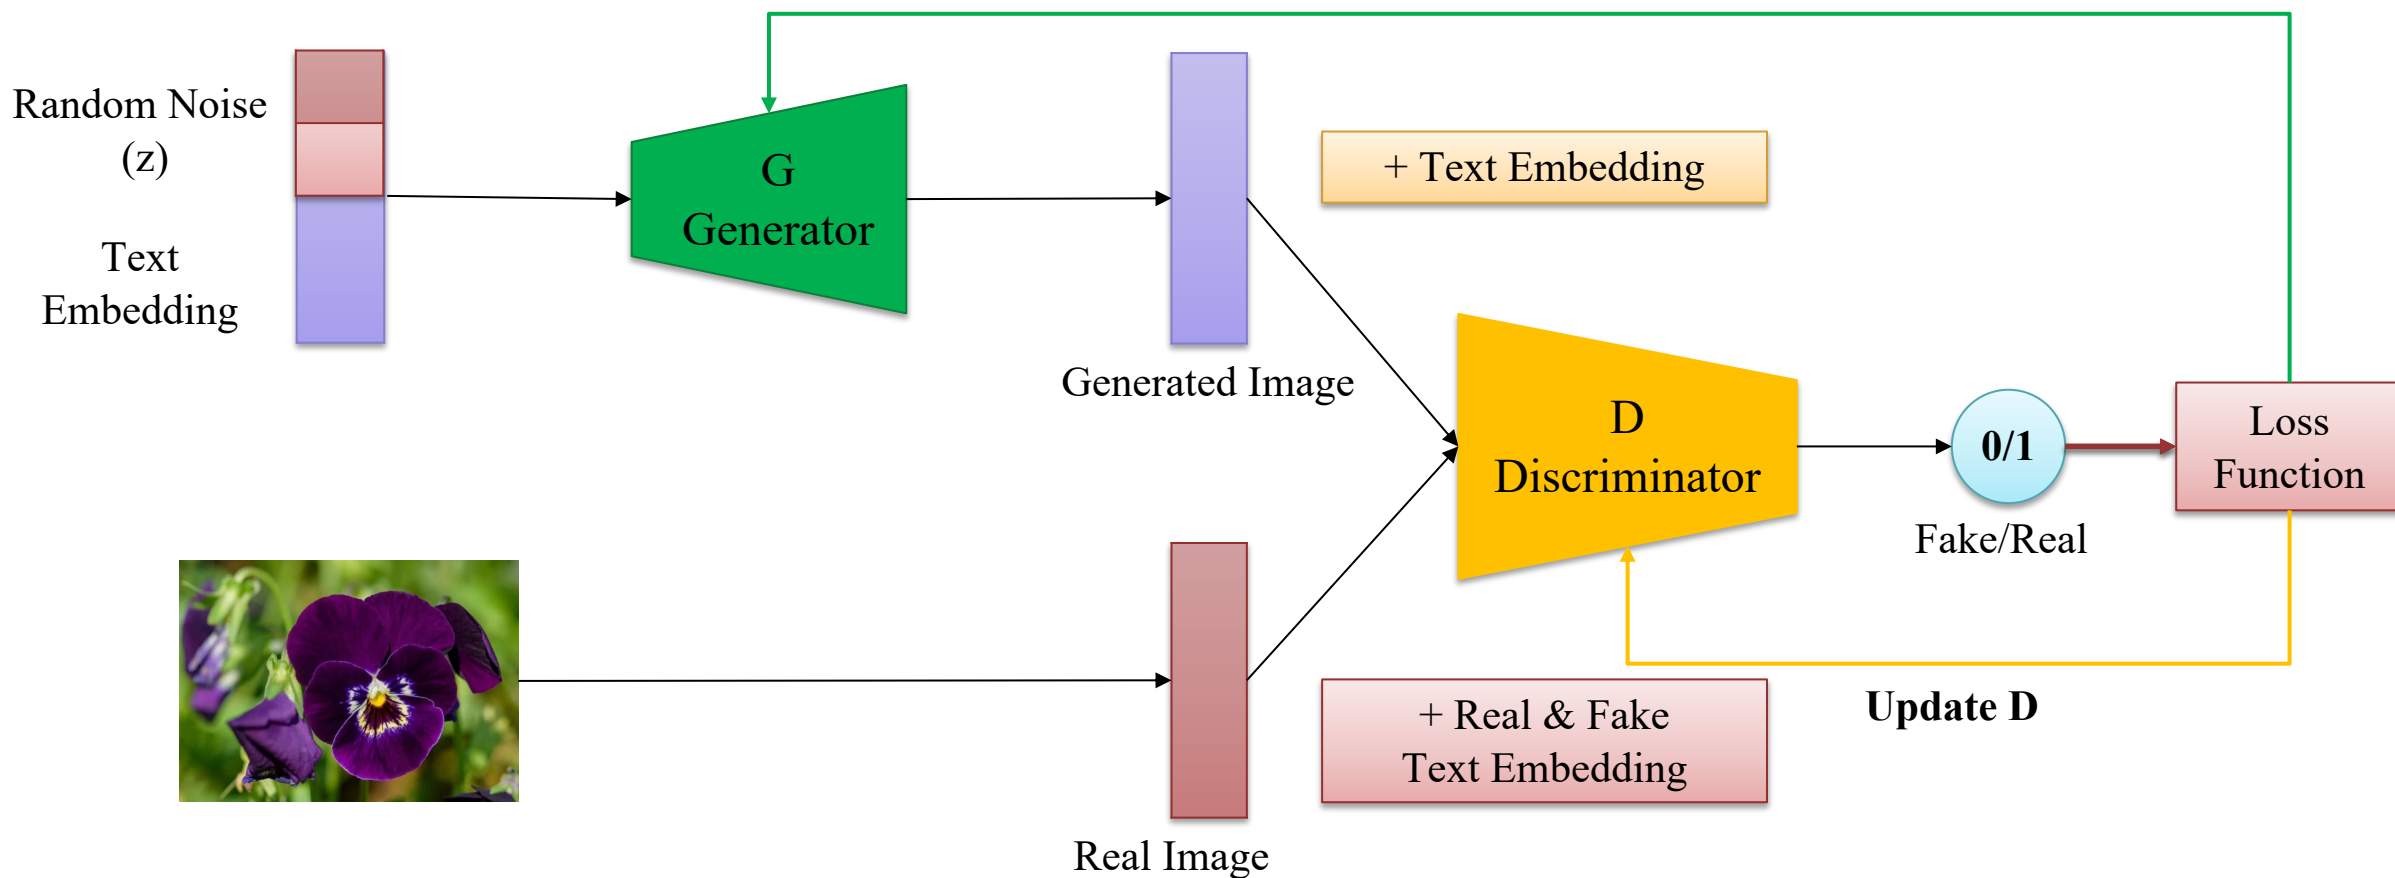 Random Noise
(z)
Text
Embedding
G
Generator
Generated Image
+ Text Embedding
D
Discriminator
0/1
Fake/Real
Loss
Function
Update D
+ Real & Fake
Text Embedding
Real Image